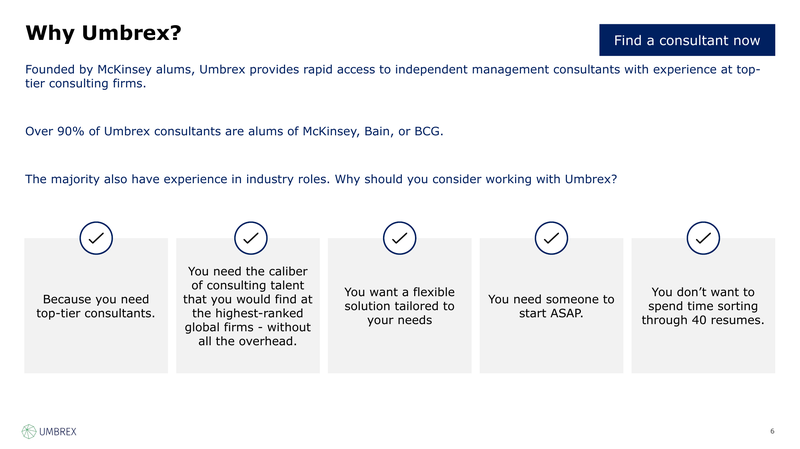 Why Umbrex?
Find a consultant now
Founded by McKinsey alums, Umbrex provides rapid access to independent management consultants with experience at top-
tier consulting firms.
Over 90% of Umbrex consultants are alums of McKinsey, Bain, or BCG.
The majority also have experience in industry roles. Why should you consider working with Umbrex?
Because you need
top-tier consultants.
You need the caliber
of consulting talent
that you would find at
the highest-ranked
global firms - without
all the overhead.
You want a flexible
solution tailored to
your needs
You need someone to
start ASAP.
You don’t want to
spend time sorting
through 40 resumes.
UMBREX
6